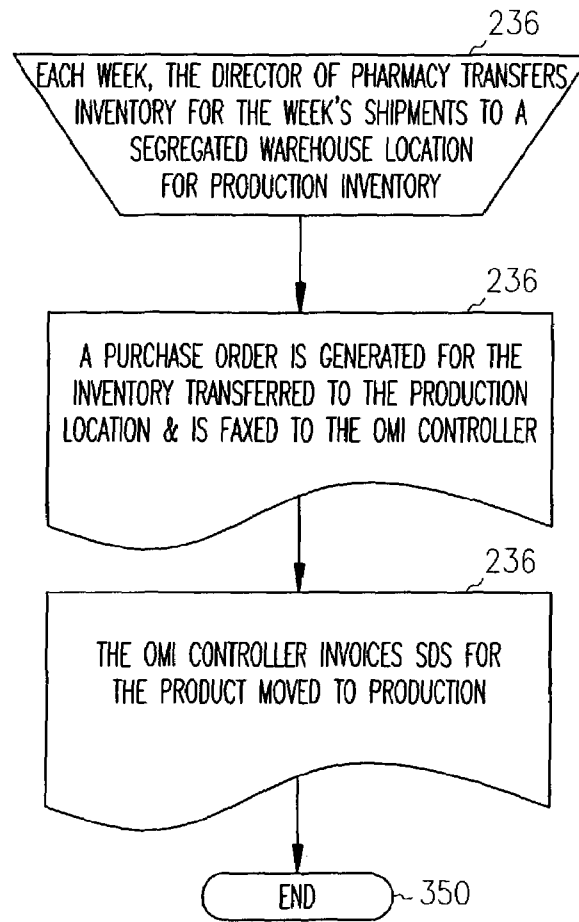 236
EACH WEEK, THE DIRECTOR OF PHARMACY TRANSFERS
INVENTORY FOR THE WEEK'S SHIPMENTS TO A
SEGREGATED WAREHOUSE LOCATION
FOR PRODUCTION INVENTORY
236
A PURCHASE ORDER IS GENERATED FOR THE
INVENTORY TRANSFERRED TO THE PRODUCTION
LOCATION & IS FAXED TO THE OMI CONTROLLER
236
THE OMI CONTROLLER INVOICES SDS FOR
THE PRODUCT MOVED TO PRODUCTION
END 350